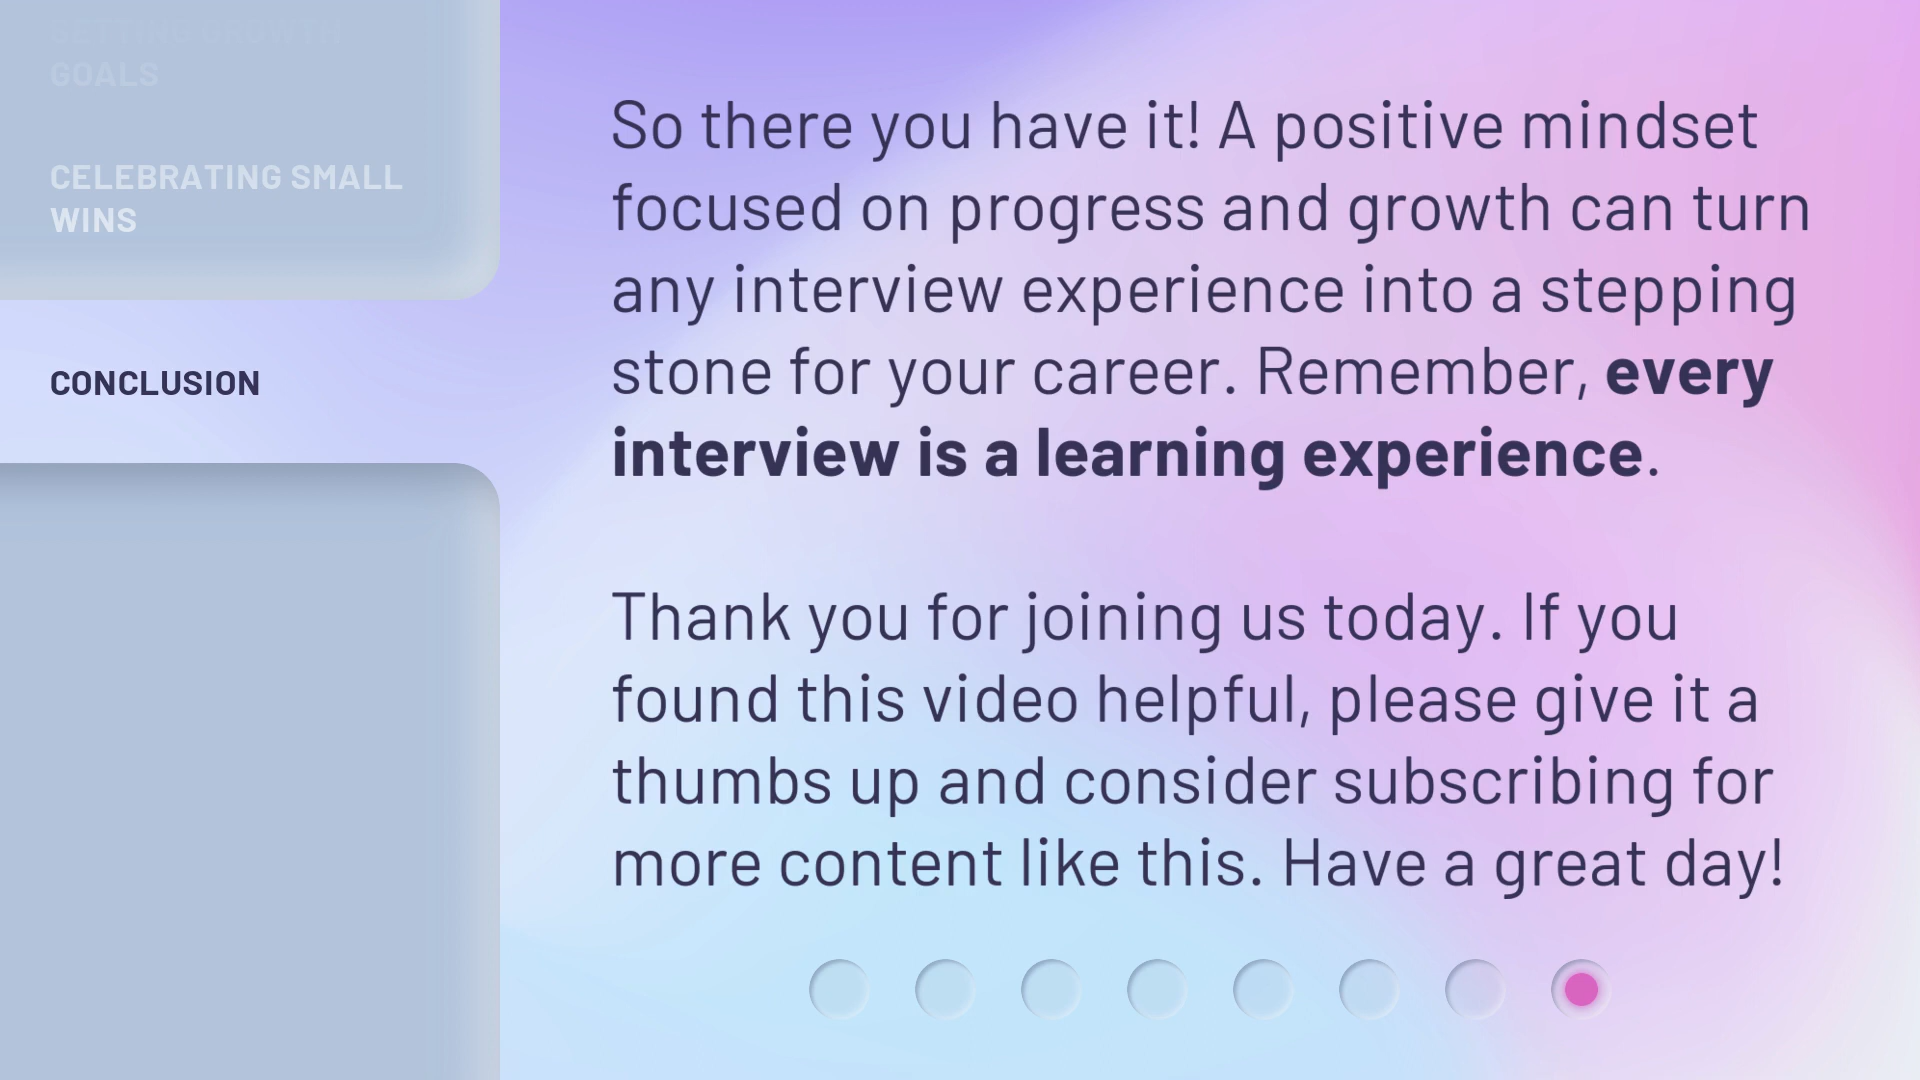 SETTING GROWTH
GOALS
CELEBRATING SMALL
WINS
CONCLUSION
So there you have it! A positive mindset
focused on progress and growth can turn
any interview experience into a stepping
stone for your career. Remember, every
interview is a learning experience.
Thank you for joining us today. If you
found this video helpful, please give it a
thumbs up and consider subscribing for
more content like this. Have a great day!